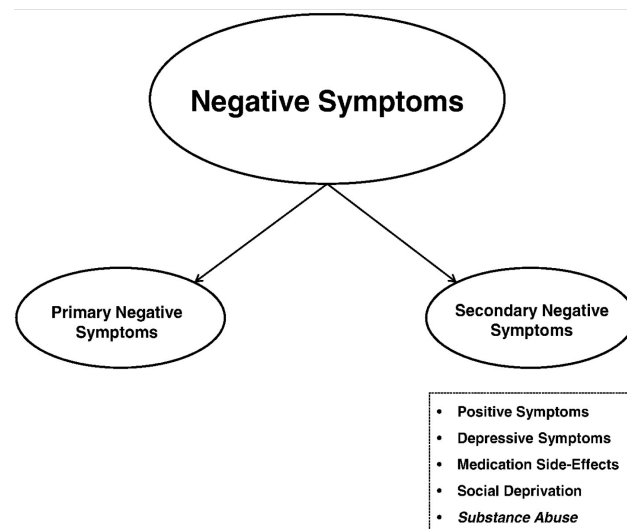 Negative Symptoms
Primary Negative
Symptoms
Secondary Negative
Symptoms
• Positive Symptoms
• Depressive Symptoms
• Medication Side-Effects
• Social Deprivation
• Substance Abuse